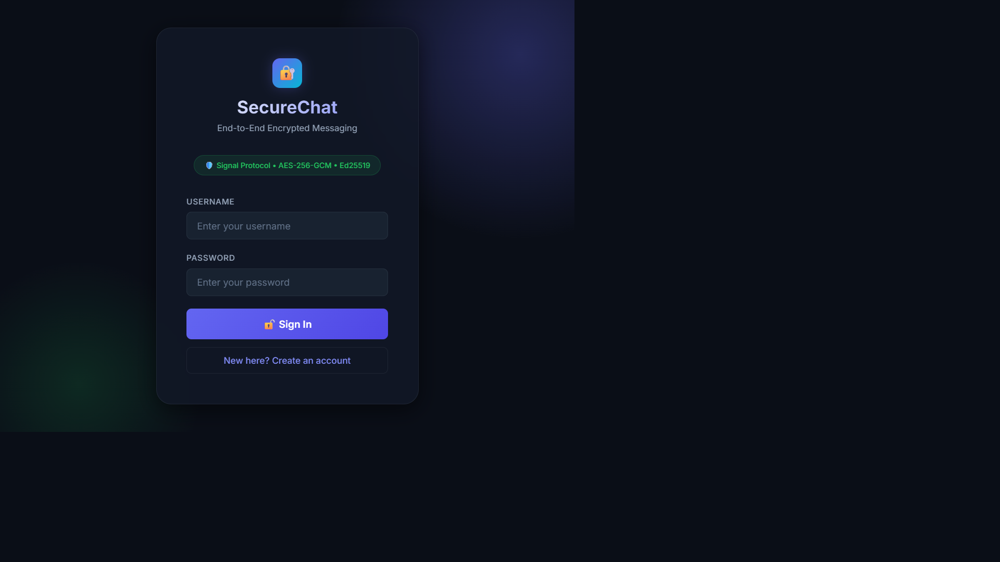 SecureChat
End-to-End Encrypted Messaging
Signal Protocol • AES-256-GCM • Ed25519
USERNAME
Enter your username
PASSWORD
Enter your password
Sign In
New here? Create an account